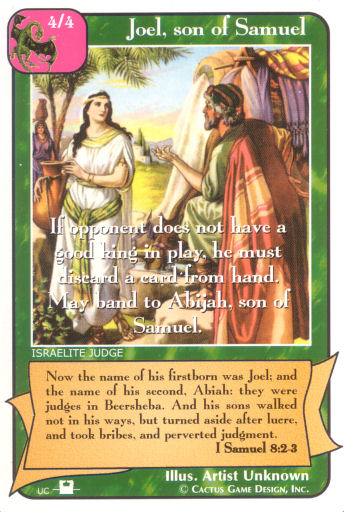 Joel, son of Samuel
4/4
If opponent does not have a
good king in play, he must
discard a card from hand.
May band to Abijah, son of
Samuel.
ISRAELITE JUDGE
Now the name of his firstborn was Joel; and
the name of his second, Abiah: they were
judges in Beersheba. And his sons walked
not in his ways, but turned aside after lucre,
and took bribes, and perverted judgment.
I Samuel 8:2-3
Illus. Artist Unknown
UC
© Cactus Game Design, Inc.